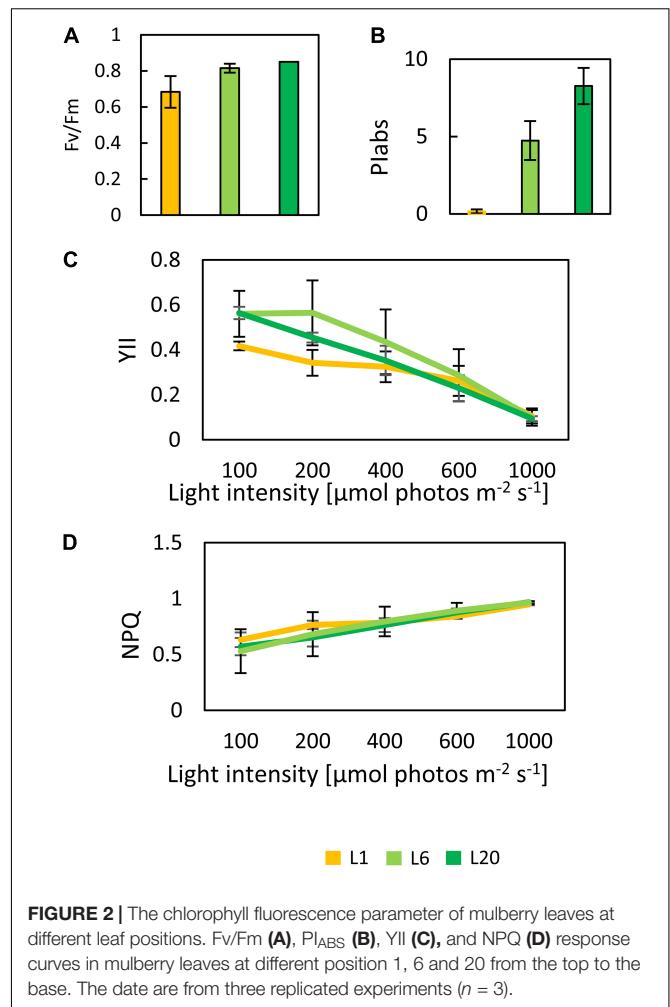 A
Fv/Fm
1
0.8
0.6
0.4
0.2
0
B
PIabs
10
5
0
C
YII
0.8
0.6
0.4
0.2
0
100 200 400 600 1000
Light intensity [µmol photos m⁻² s⁻¹]
D
NPQ
1.5
1
0.5
0
100 200 400 600 1000
Light intensity [µmol photos m⁻² s⁻¹]
L1 L6 L20
FIGURE 2 | The chlorophyll fluorescence parameter of mulberry leaves at
different leaf positions. Fv/Fm (A), PIABS (B), YII (C), and NPQ (D) response
curves in mulberry leaves at different position 1, 6 and 20 from the top to the
base. The date are from three replicated experiments (n = 3).